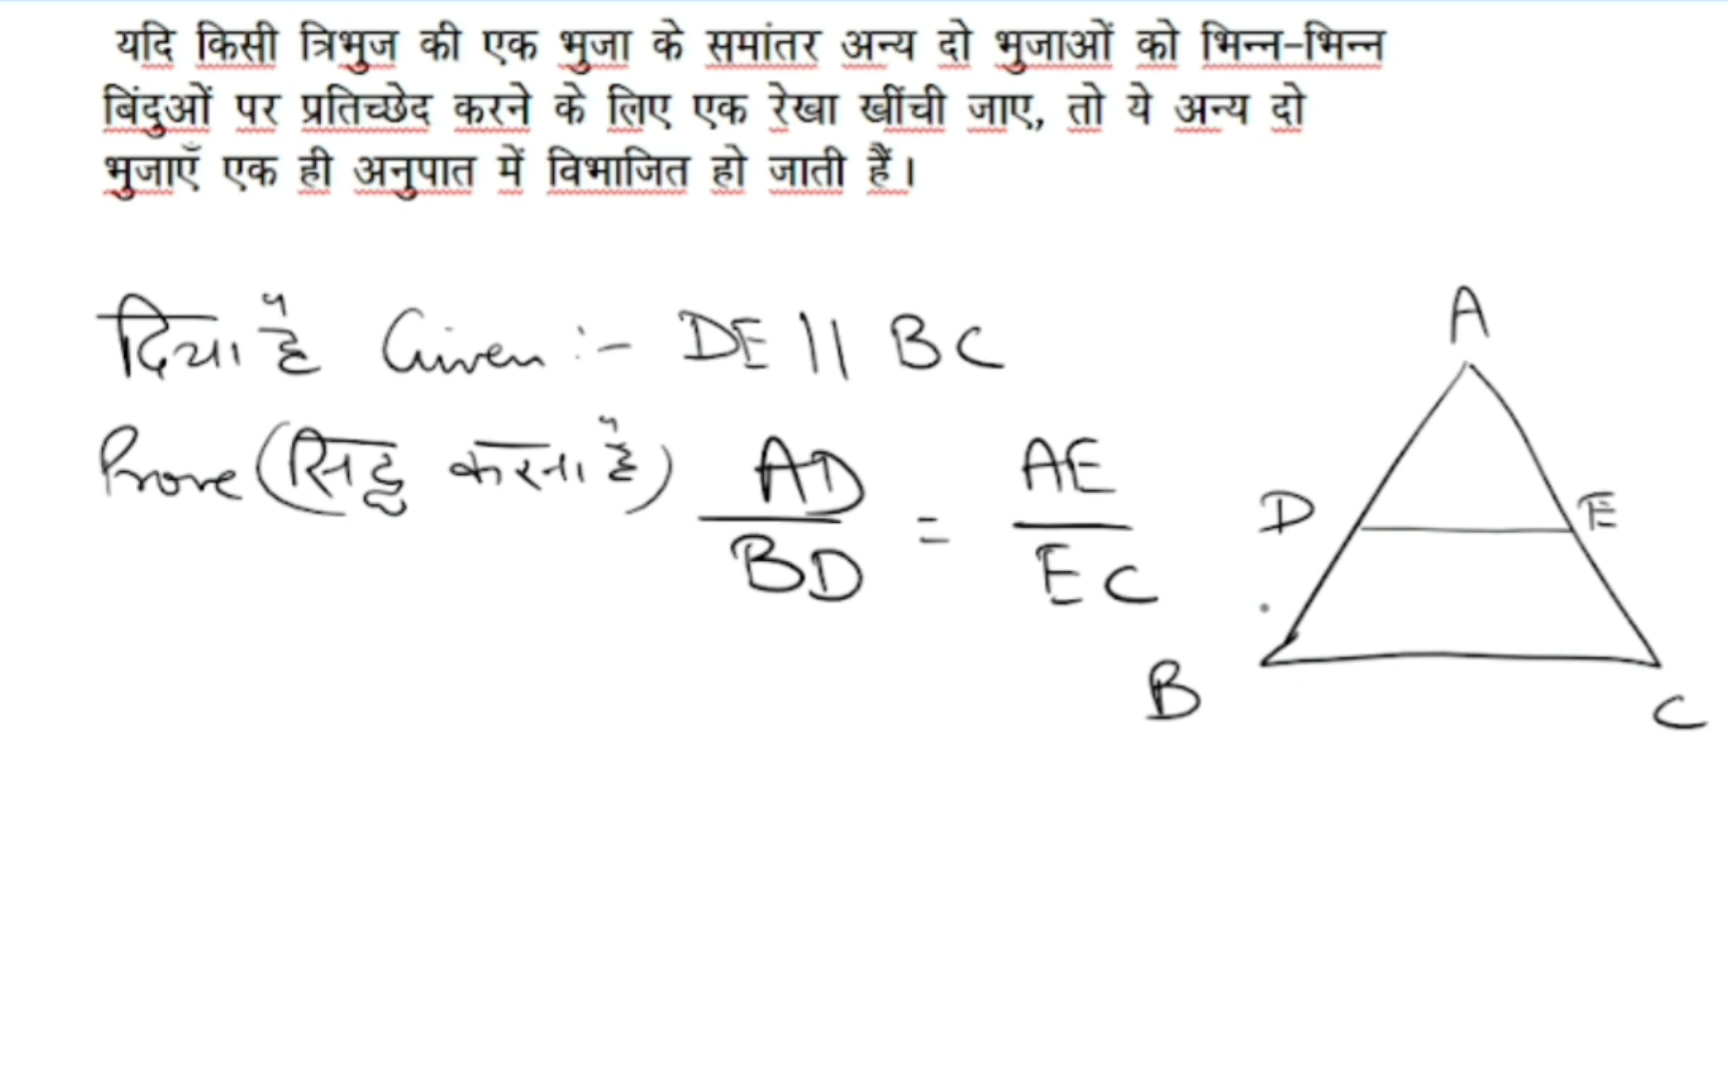 यदि किसी त्रिभुज की एक भुजा के समांतर अन्य दो भुजाओं को भिन्न-भिन्न
बिंदुओं पर प्रतिच्छेद करने के लिए एक रेखा खींची जाए, तो ये अन्य दो
भुजाएँ एक ही अनुपात में विभाजित हो जाती हैं।
दिया है Given :- DE || BC
Prove (सिद्ध करना है) AD/BD = AE/EC
A
D E
B C